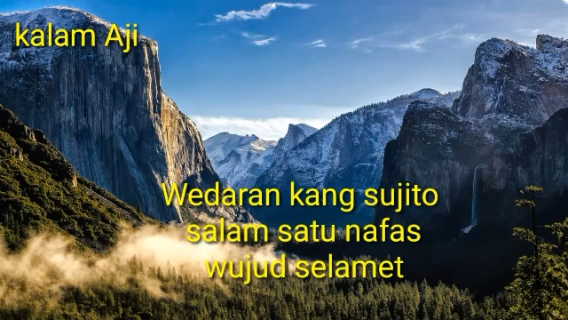 kalam Aji
Wedaran kang sujito
salam satu nafas
wujud selamet